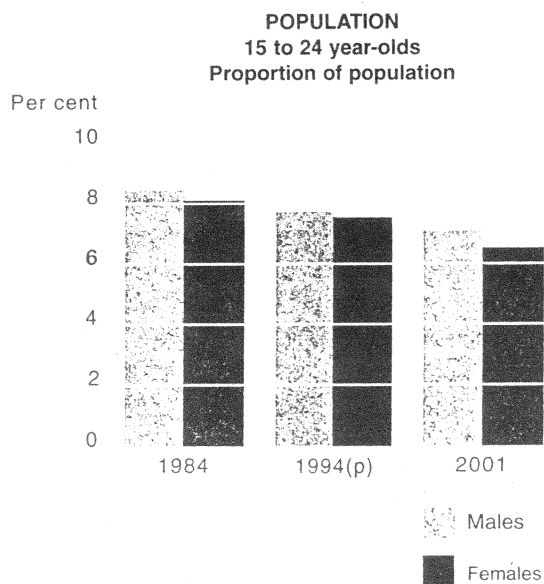 POPULATION
15 to 24 year-olds
Proportion of population
Per cent
10
8
6
4
2
0
1984 1994(p) 2001
Males
Females